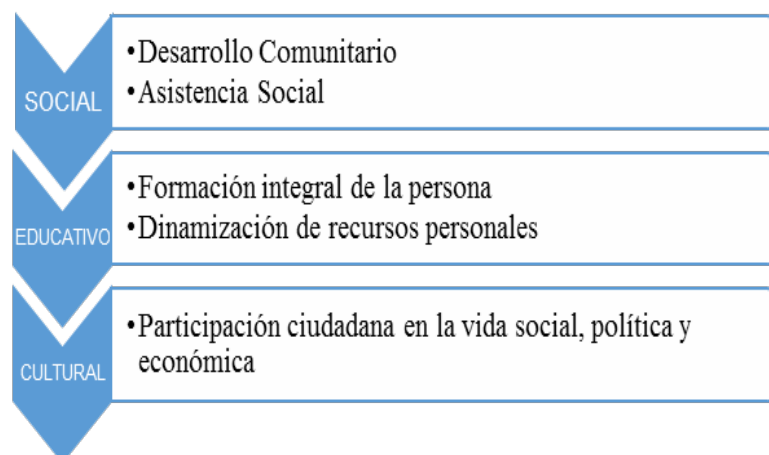 SOCIAL
•Desarrollo Comunitario
•Asistencia Social
EDUCATIVO
•Formación integral de la persona
•Dinamización de recursos personales
CULTURAL
•Participación ciudadana en la vida social, política y
económica